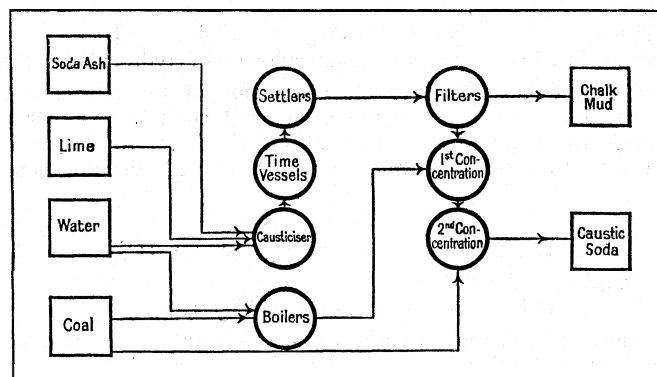 Soda Ash
Lime
Water
Coal
Settlers
Time
Vessels
Causticiser
Boilers
Filters
1st Con-
centration
2nd Con-
centration
Chalk
Mud
Caustic
Soda